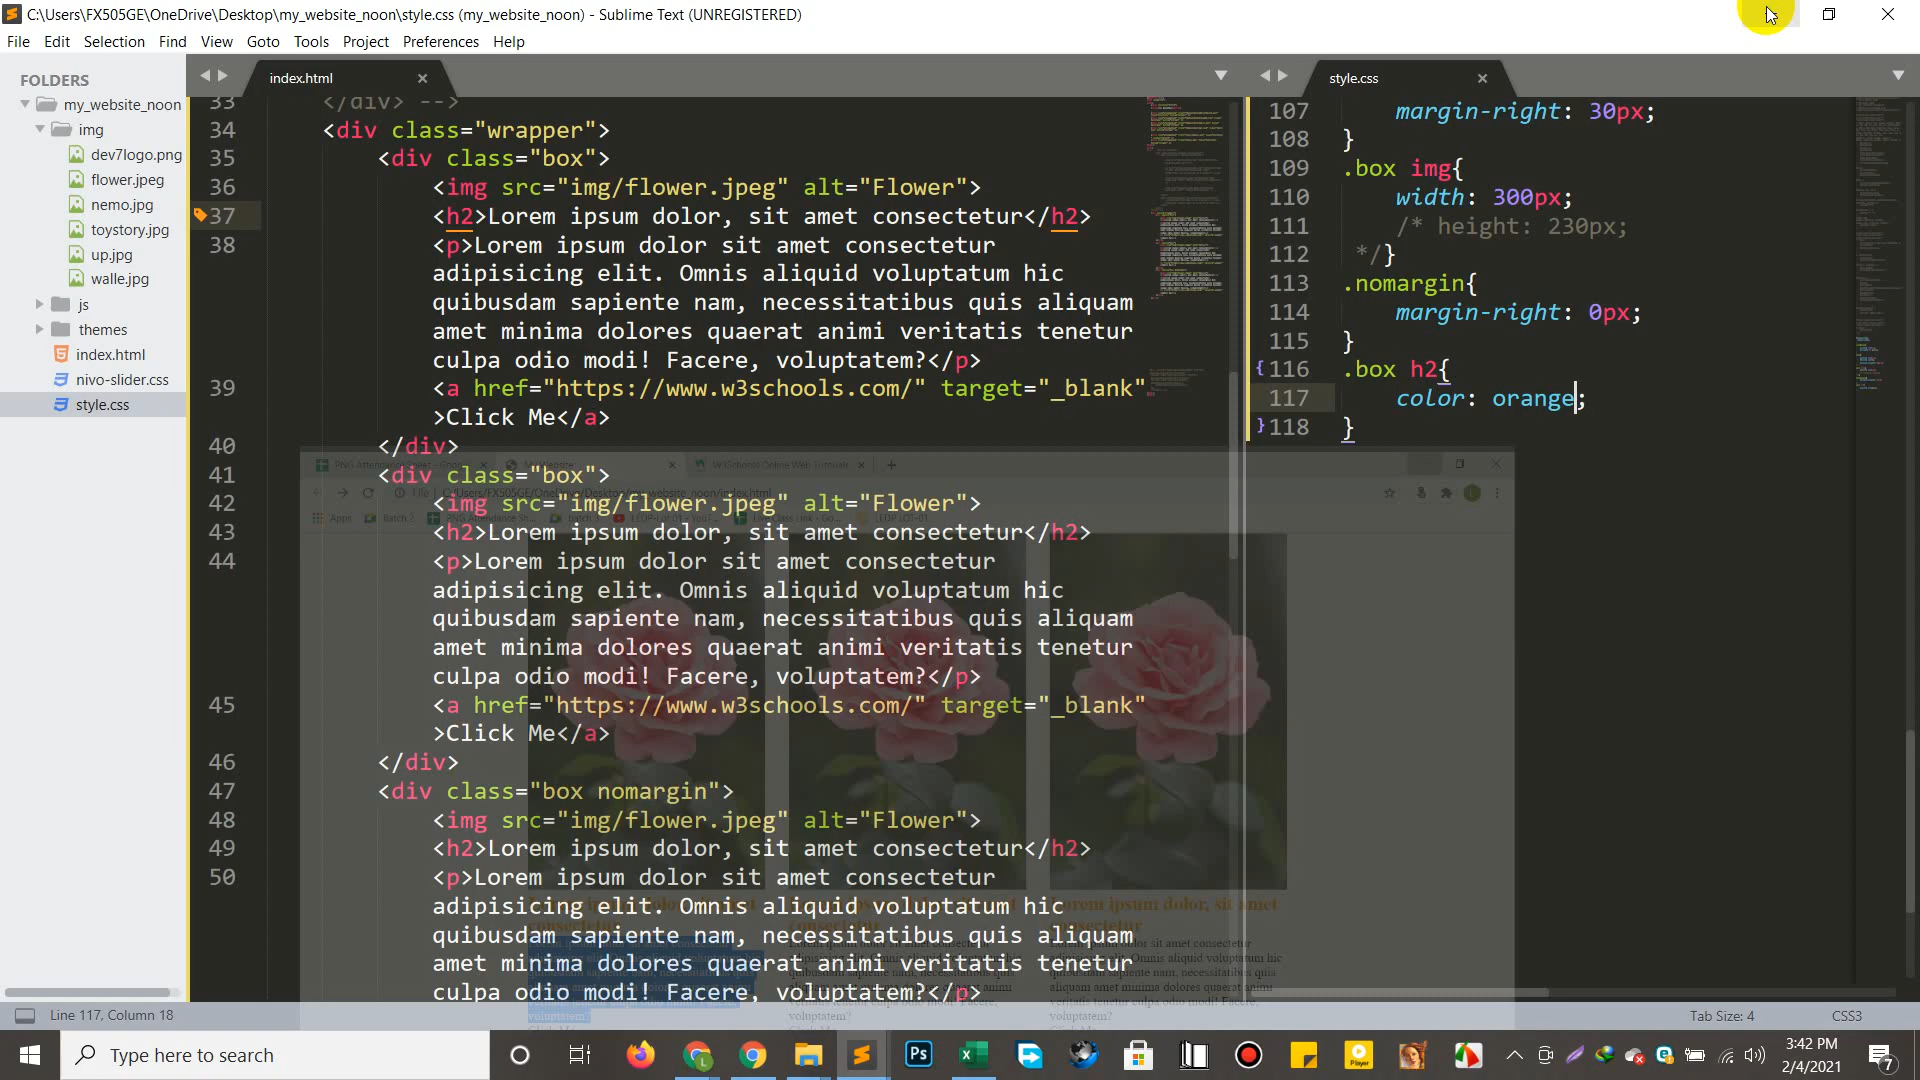 C:\Users\FX505GE\OneDrive\Desktop\my_website_noon\style.css (my_website_noon) - Sublime Text (UNREGISTERED)
File Edit Selection Find View Goto Tools Project Preferences Help
FOLDERS
my_website_noon
img
dev7logo.png
flower.jpeg
nemo.jpg
toystory.jpg
up.jpg
walle.jpg
js
themes
index.html
nivo-slider.css
style.css
index.html
33 </div> -->
34 <div class="wrapper">
35 <div class="box">
36 <img src="img/flower.jpeg" alt="Flower">
37 <h2>Lorem ipsum dolor, sit amet consectetur</h2>
38 <p>Lorem ipsum dolor sit amet consectetur
adipisicing elit. Omnis aliquid voluptatum hic
quibusdam sapiente nam, necessitatibus quis aliquam
amet minima dolores quaerat animi veritatis tenetur
culpa odio modi! Facere, voluptatem?</p>
39 <a href="https://www.w3schools.com/" target="_blank"
>Click Me</a>
40 </div>
41 <div class="box">
42 <img src="img/flower.jpeg" alt="Flower">
43 <h2>Lorem ipsum dolor, sit amet consectetur</h2>
44 <p>Lorem ipsum dolor sit amet consectetur
adipisicing elit. Omnis aliquid voluptatum hic
quibusdam sapiente nam, necessitatibus quis aliquam
amet minima dolores quaerat animi veritatis tenetur
culpa odio modi! Facere, voluptatem?</p>
45 <a href="https://www.w3schools.com/" target="_blank"
>Click Me</a>
46 </div>
47 <div class="box nomargin">
48 <img src="img/flower.jpeg" alt="Flower">
49 <h2>Lorem ipsum dolor, sit amet consectetur</h2>
50 <p>Lorem ipsum dolor sit amet consectetur
adipisicing elit. Omnis aliquid voluptatum hic
quibusdam sapiente nam, necessitatibus quis aliquam
amet minima dolores quaerat animi veritatis tenetur
culpa odio modi! Facere, voluptatem?</p>
style.css
107 margin-right: 30px;
108 }
109 .box img{
110 width: 300px;
111 /* height: 230px;
112 */}
113 .nomargin{
114 margin-right: 0px;
115 }
116 .box h2{
117 color: orange;
118 }
W3Schools Online Web Tutorials
Apps
Lorem ipsum dolor, sit amet
consectetur
Line 117, Column 18
Tab Size: 4
CSS3
Type here to search
Ps
Player
3:42 PM
2/4/2021
7